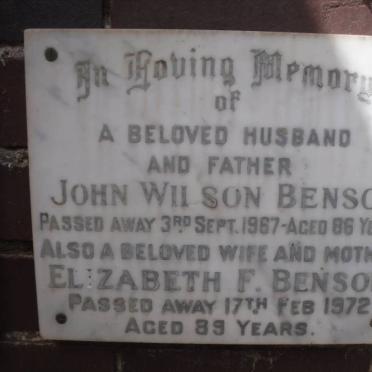 In Loving Memory
of
A BELOVED HUSBAND
AND FATHER
JOHN WILSON BENSO
PASSED AWAY 3RD SEPT. 1967-AGED 86 YE
ALSO A BELOVED WIFE AND MOTH
ELIZABETH F. BENSO
PASSED AWAY 17TH FEB 1972
AGED 89 YEARS.